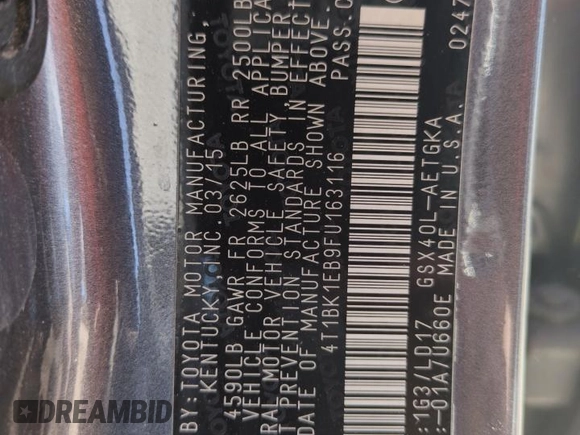 BY: TOYOTA MOTOR MANUFACTURING,
KENTUCKY, INC. 03/15
4590LB GAWR FR 2625LB RR 2500LB
VEHICLE CONFORMS TO ALL APPLICA
RAL MOTOR VEHICLE SAFETY, BUMPER,
T PREVENTION STANDARDS IN EFFECT
DATE OF MANUFACTURE SHOWN ABOVE.
4T1BK1EB9FU163116 PASS.C
:1G3/LD17 GSX40L-AETGKA
:-01A/U660E MADE IN U.S.A. 0247
DREAMBID